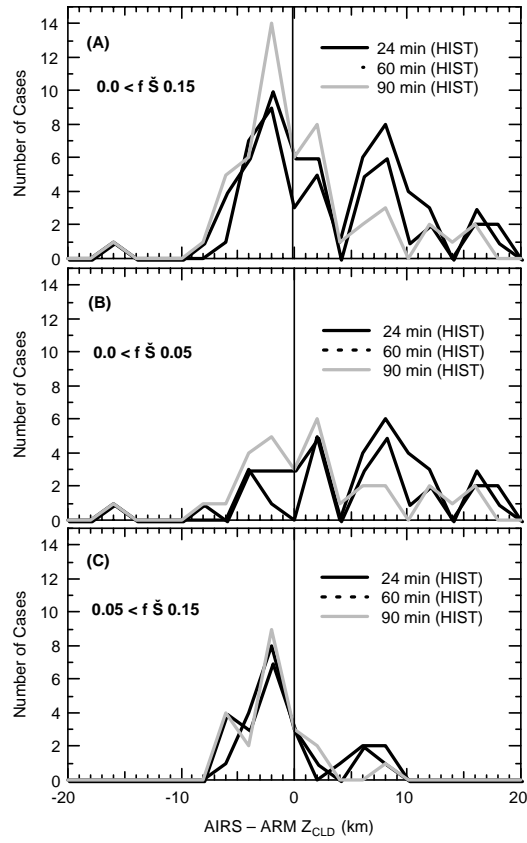 14
12
10
8
6
4
2
0
Number of Cases
(A)
0.0 < f Š 0.15
24 min (HIST)
60 min (HIST)
90 min (HIST)
14
12
10
8
6
4
2
0
Number of Cases
(B)
0.0 < f Š 0.05
24 min (HIST)
60 min (HIST)
90 min (HIST)
14
12
10
8
6
4
2
0
Number of Cases
(C)
0.05 < f Š 0.15
24 min (HIST)
60 min (HIST)
90 min (HIST)
-20 -10 0 10 20
AIRS – ARM ZCLD (km)